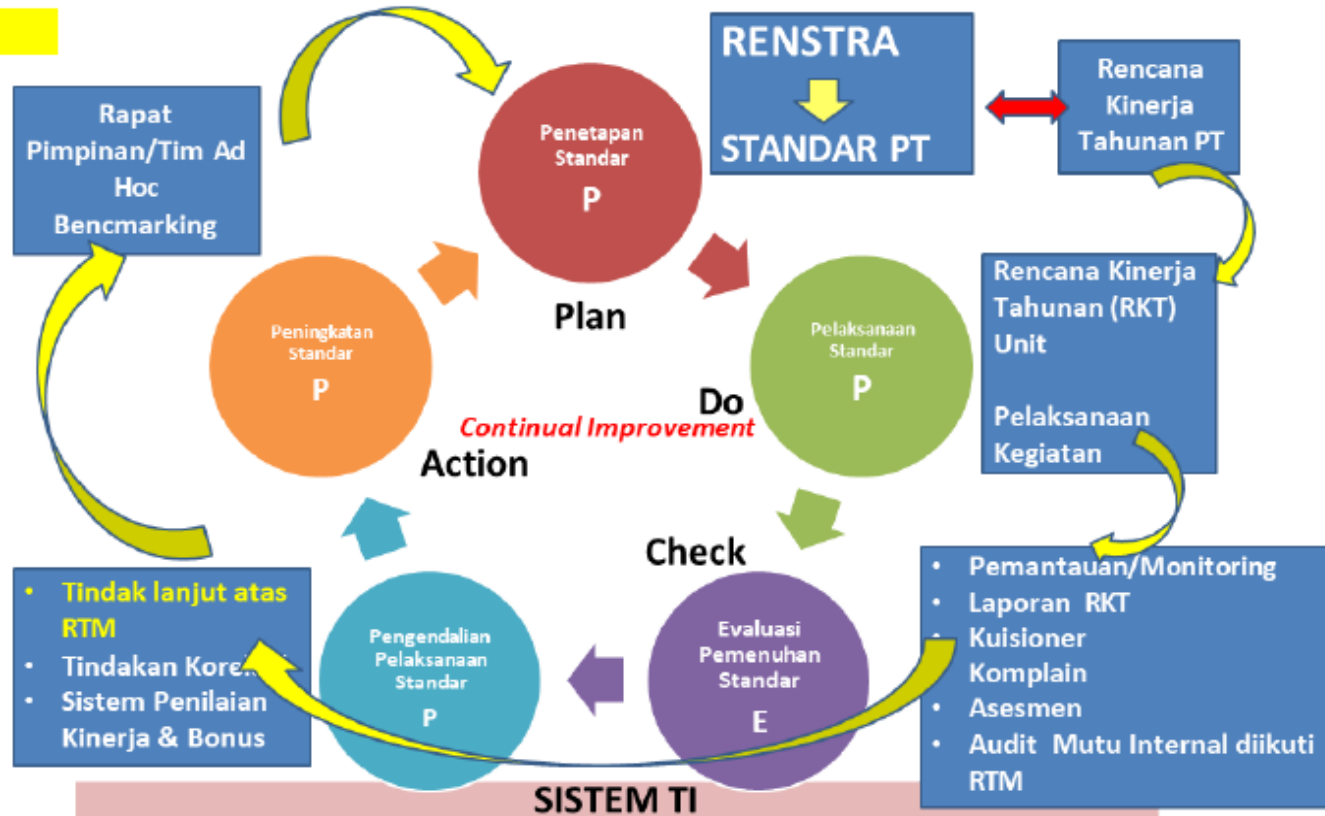 RENSTRA
STANDAR PT
Rencana
Kinerja
Tahunan PT
Rapat
Pimpinan/Tim Ad
Hoc
Bencmarking
Penetapan
Standar
P
Plan
Peningkatan
Standar
P
Pelaksanaan
Standar
P
Do
Continual Improvement
Action
Rencana Kinerja
Tahunan (RKT)
Unit
Pelaksanaan
Kegiatan
Check
• Tindak lanjut atas
RTM
• Tindakan
• Sistem Penilaian
Kinerja & Bonus
Pengendalian
Pelaksanaan
Standar
P
Evaluasi
Pemenuhan
Standar
E
• Pemantauan/Monitoring
• Laporan RKT
• Kuisioner
Komplain
• Asesmen
• Audit Mutu Internal diikuti
RTM
SISTEM TI